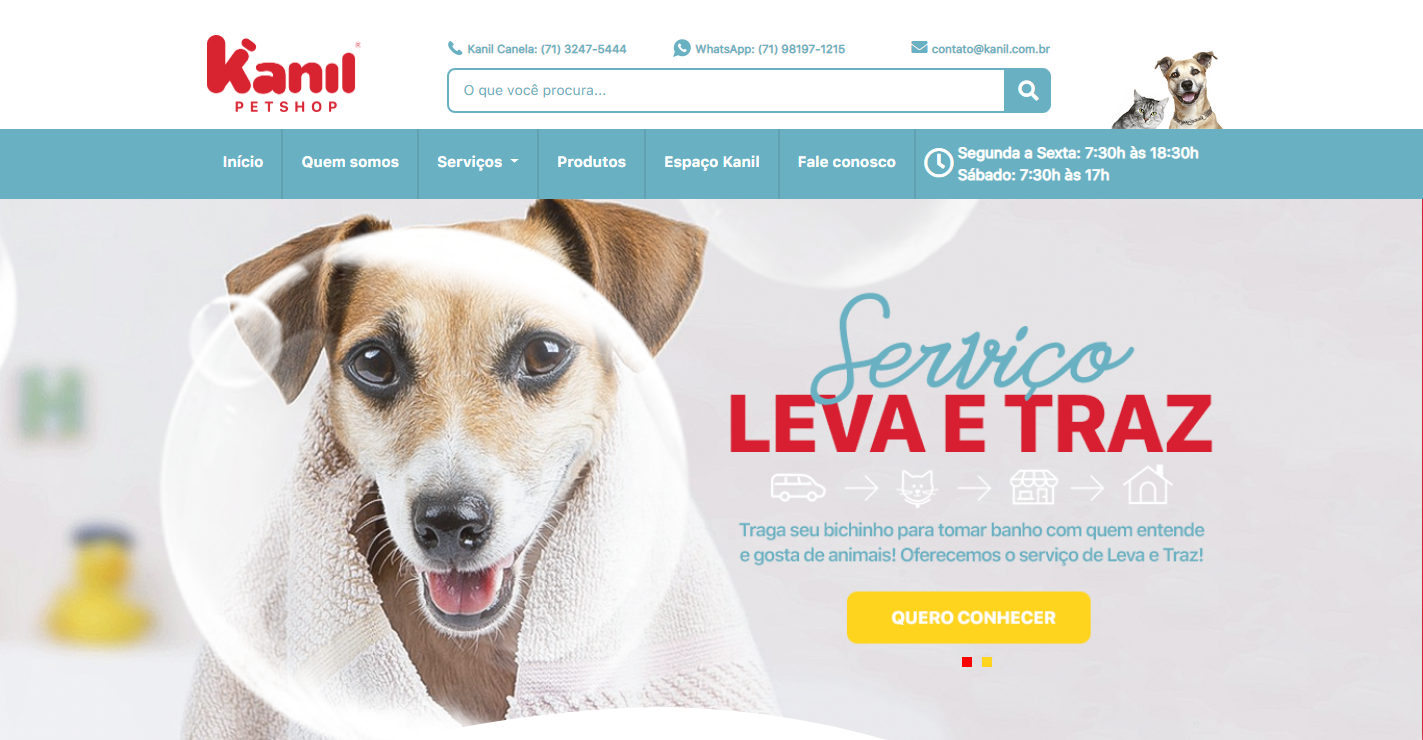 Kanil®
PETSHOP
Kanil Canela: (71) 3247-5444
WhatsApp: (71) 98197-1215
contato@kanil.com.br
O que você procura...
Início
Quem somos
Serviços
Produtos
Espaço Kanil
Fale conosco
Segunda a Sexta: 7:30h às 18:30h
Sábado: 7:30h às 17h
H
Serviço
LEVA E TRAZ
Traga seu bichinho para tomar banho com quem entende
e gosta de animais! Oferecemos o serviço de Leva e Traz!
QUERO CONHECER